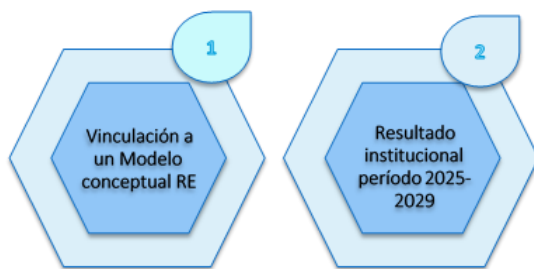 1
Vinculación a
un Modelo
conceptual RE
2
Resultado
institucional
período 2025-
2029